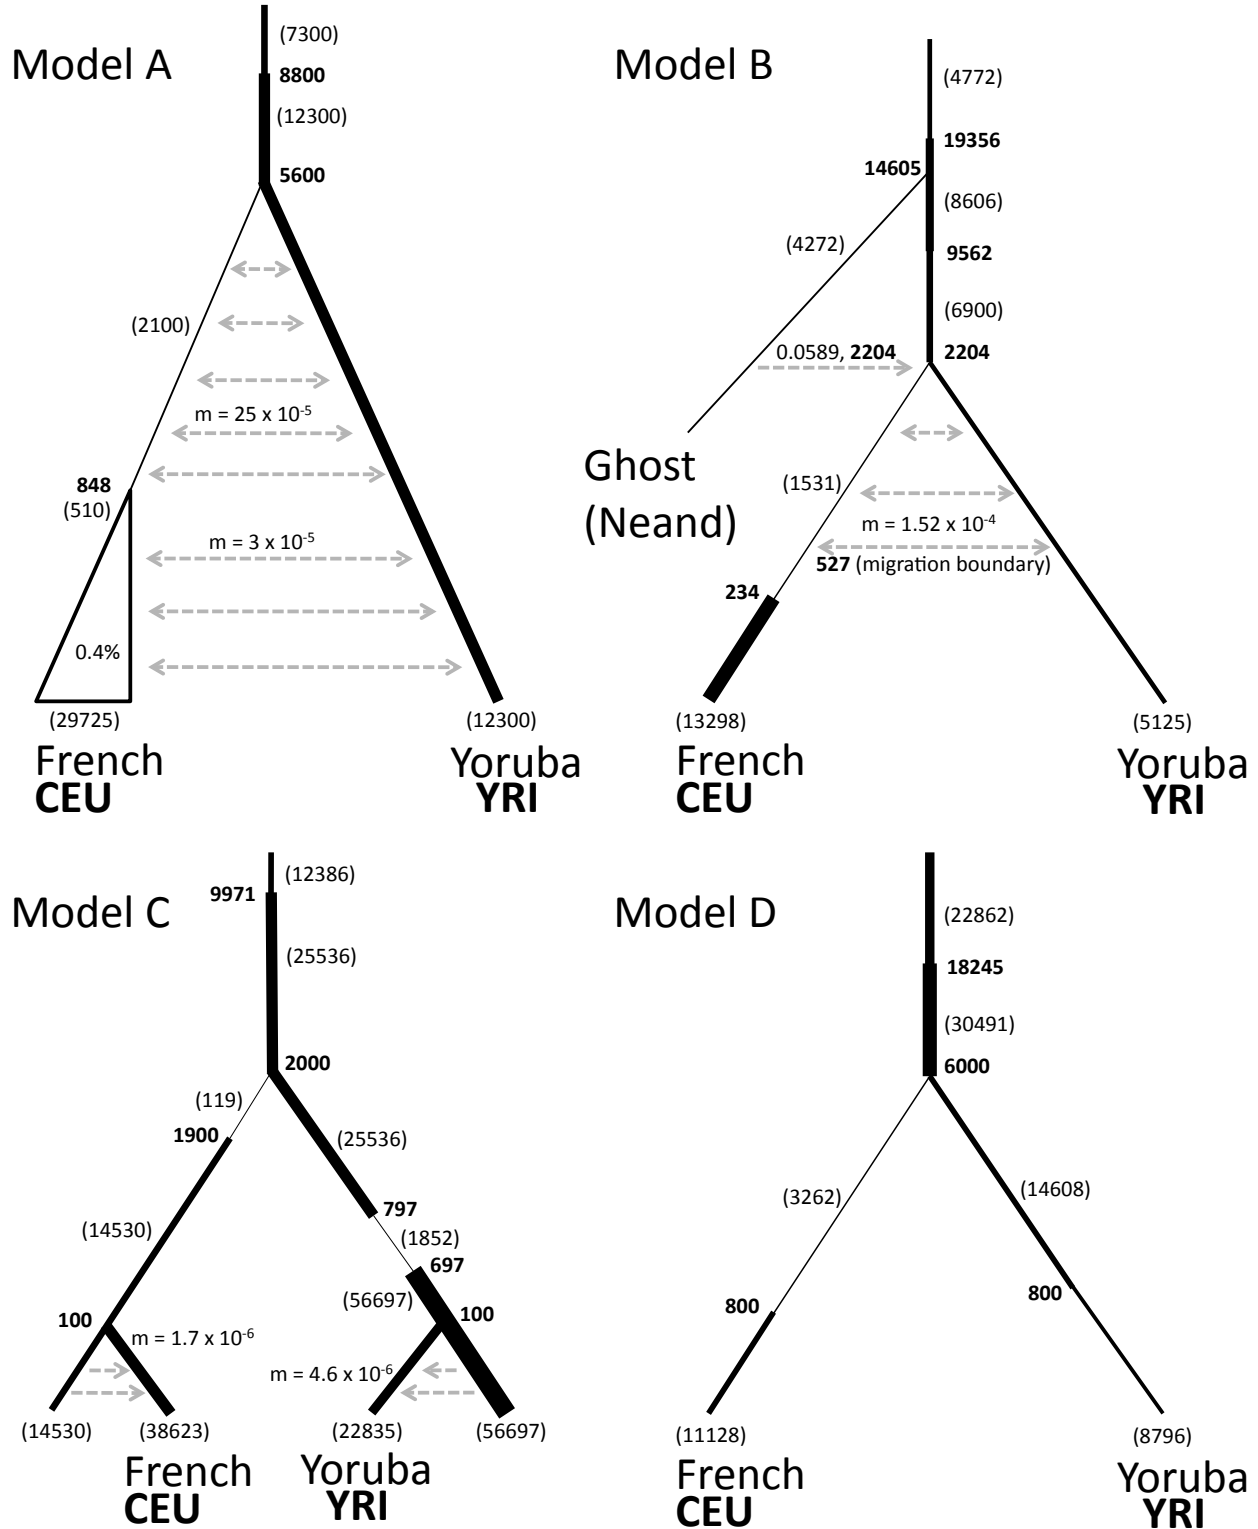 Model A
(7300)
8800
(12300)
5600
(2100)
m = 25 x 10-5
848
(510)
m = 3 x 10-5
0.4%
(29725)
(12300)
French
CEU
Yoruba
YRI
Model B
(4772)
19356
14605
(8606)
(4272)
9562
(6900)
0.0589, 2204
2204
Ghost
(Neand)
(1531)
m = 1.52 x 10-4
527 (migration boundary)
234
(13298)
(5125)
French
CEU
Yoruba
YRI
Model C
(12386)
9971
(25536)
2000
(119)
1900
(25536)
797
(14530)
(1852)
697
(56697)
100
100
m = 1.7 x 10-6
m = 4.6 x 10-6
(14530)
(38623)
(22835)
(56697)
French
CEU
Yoruba
YRI
Model D
(22862)
18245
(30491)
6000
(3262)
(14608)
800
800
(11128)
(8796)
French
CEU
Yoruba
YRI